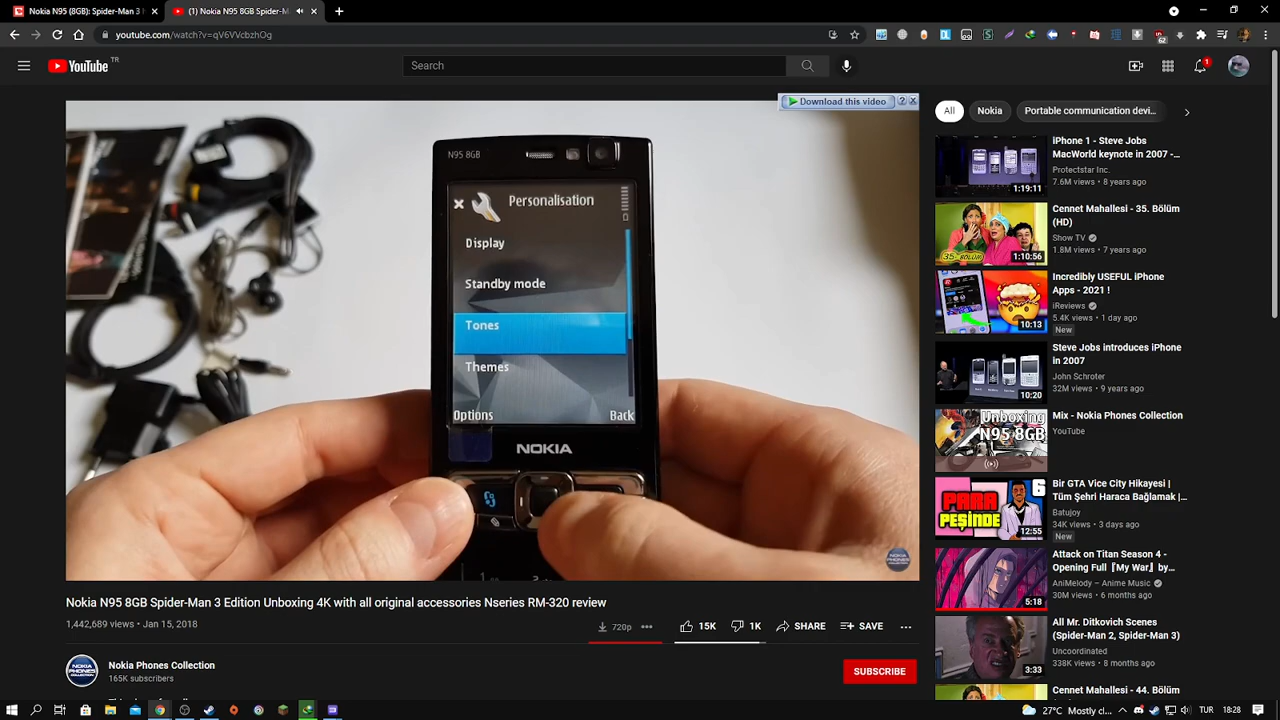 Nokia N95 (8GB): Spider-Man 3
(1) Nokia N95 8GB Spider-M
youtube.com/watch?v=qV6VVcbzhOg
62
YouTube TR
Search
1
Download this video
All
Nokia
Portable communication devi...
N95 8GB
Personalisation
Display
Standby mode
Tones
Themes
Options
Back
NOKIA
NOKIA PHONES COLLECTION
Nokia N95 8GB Spider-Man 3 Edition Unboxing 4K with all original accessories Nseries RM-320 review
1,442,689 views • Jan 15, 2018
720p
15K
1K
SHARE
SAVE
Nokia Phones Collection
165K subscribers
SUBSCRIBE
iPhone 1 - Steve Jobs
MacWorld keynote in 2007 -...
Protectstar Inc.
7.6M views • 8 years ago
1:19:11
Cennet Mahallesi - 35. Bölüm
(HD)
Show TV
1.8M views • 7 years ago
35. BÖLÜM
1:10:56
Incredibly USEFUL iPhone
Apps - 2021 !
iReviews
5.4K views • 1 day ago
New
10:13
Steve Jobs introduces iPhone
in 2007
John Schroter
32M views • 9 years ago
10:20
Mix - Nokia Phones Collection
YouTube
Unboxing
N95 8GB
Bir GTA Vice City Hikayesi |
Tüm Şehri Haraca Bağlamak |...
Batujoy
34K views • 3 days ago
New
6
PARA
PEŞİNDE
12:55
Attack on Titan Season 4 -
Opening Full『My War』by...
AniMelody – Anime Music
30M views • 6 months ago
5:18
All Mr. Ditkovich Scenes
(Spider-Man 2, Spider-Man 3)
Uncoordinated
338K views • 8 months ago
3:33
Cennet Mahallesi - 44. Bölüm
27°C Mostly cl...
TUR
18:28